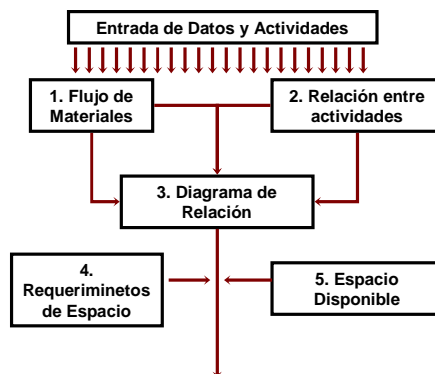 Entrada de Datos y Actividades
1. Flujo de
Materiales
2. Relación entre
actividades
3. Diagrama de
Relación
4.
Requeriminetos
de Espacio
5. Espacio
Disponible